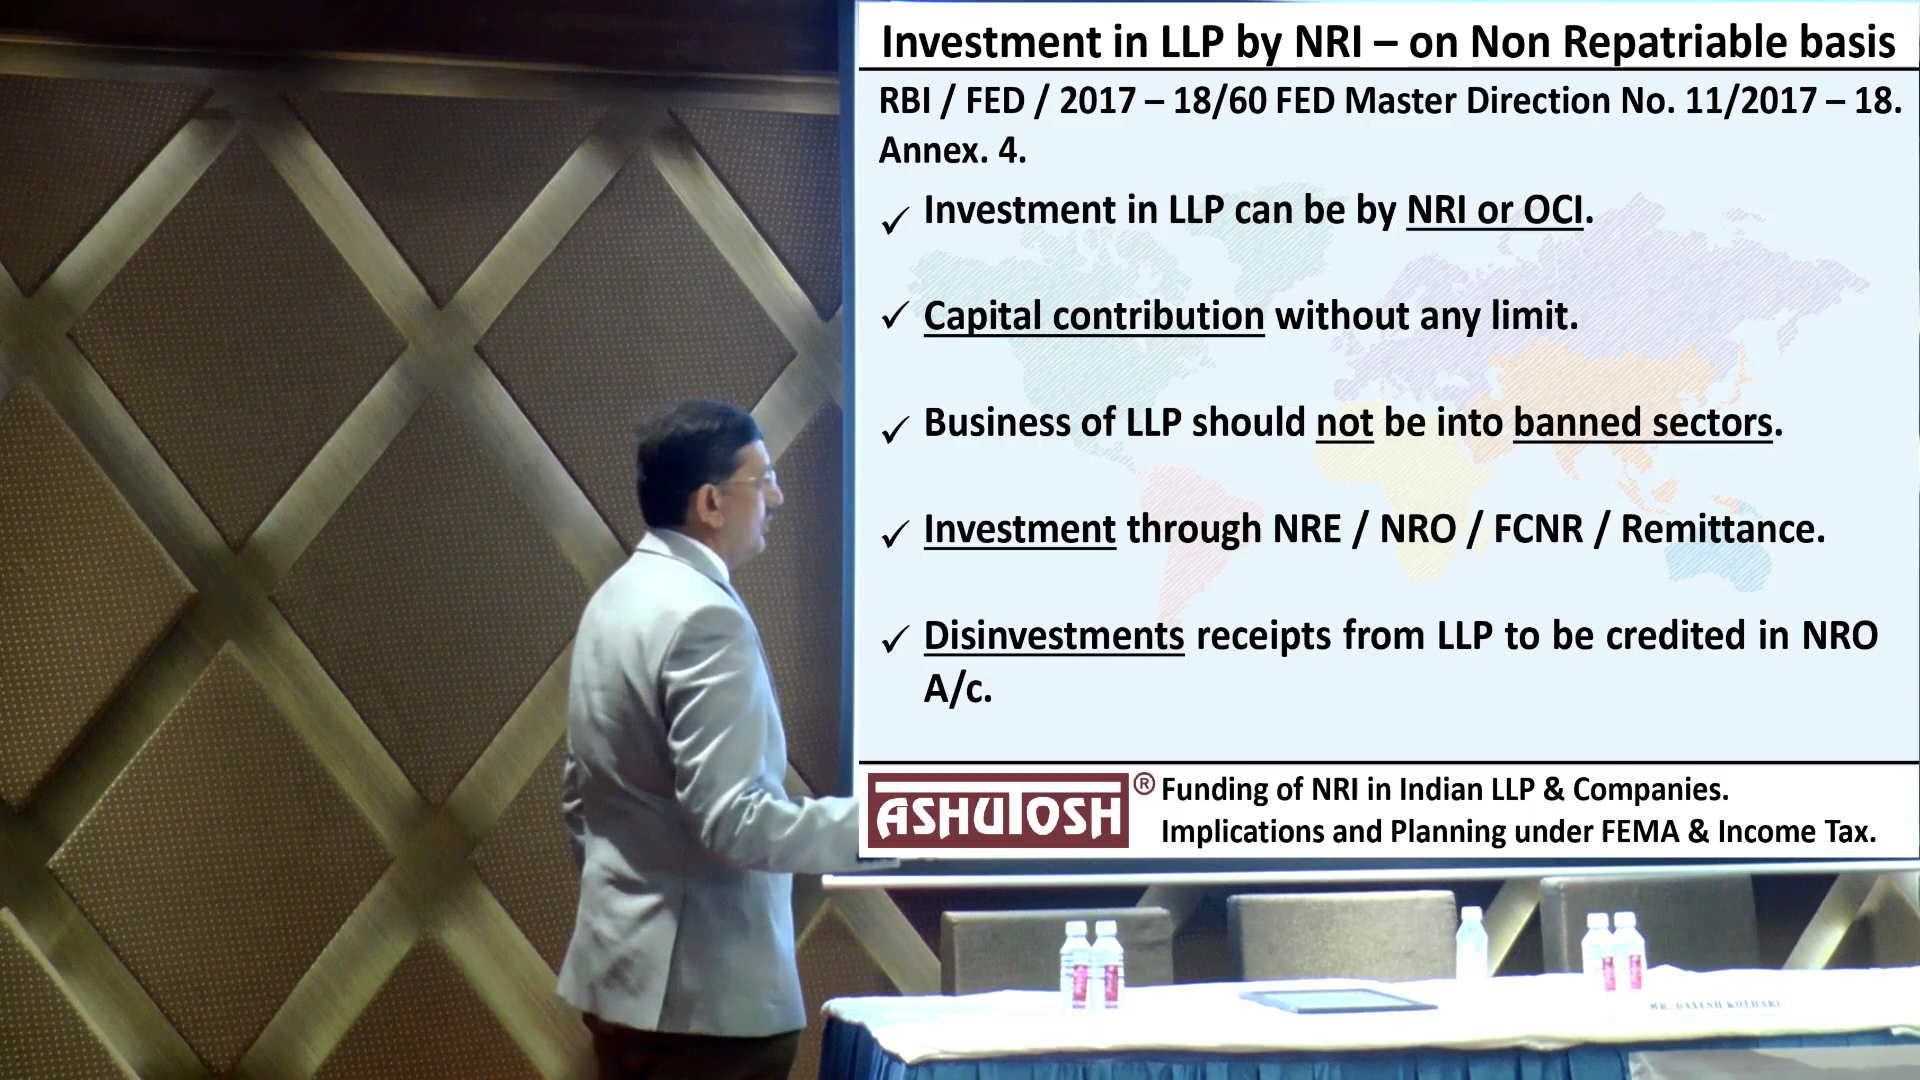 Investment in LLP by NRI – on Non Repatriable basis
RBI / FED / 2017 – 18/60 FED Master Direction No. 11/2017 – 18.
Annex. 4.
✓ Investment in LLP can be by NRI or OCI.
✓ Capital contribution without any limit.
✓ Business of LLP should not be into banned sectors.
✓ Investment through NRE / NRO / FCNR / Remittance.
✓ Disinvestments receipts from LLP to be credited in NRO
A/c.
ASHUTOSH ®
Funding of NRI in Indian LLP & Companies.
Implications and Planning under FEMA & Income Tax.
MR. DAXESH KOTHARI